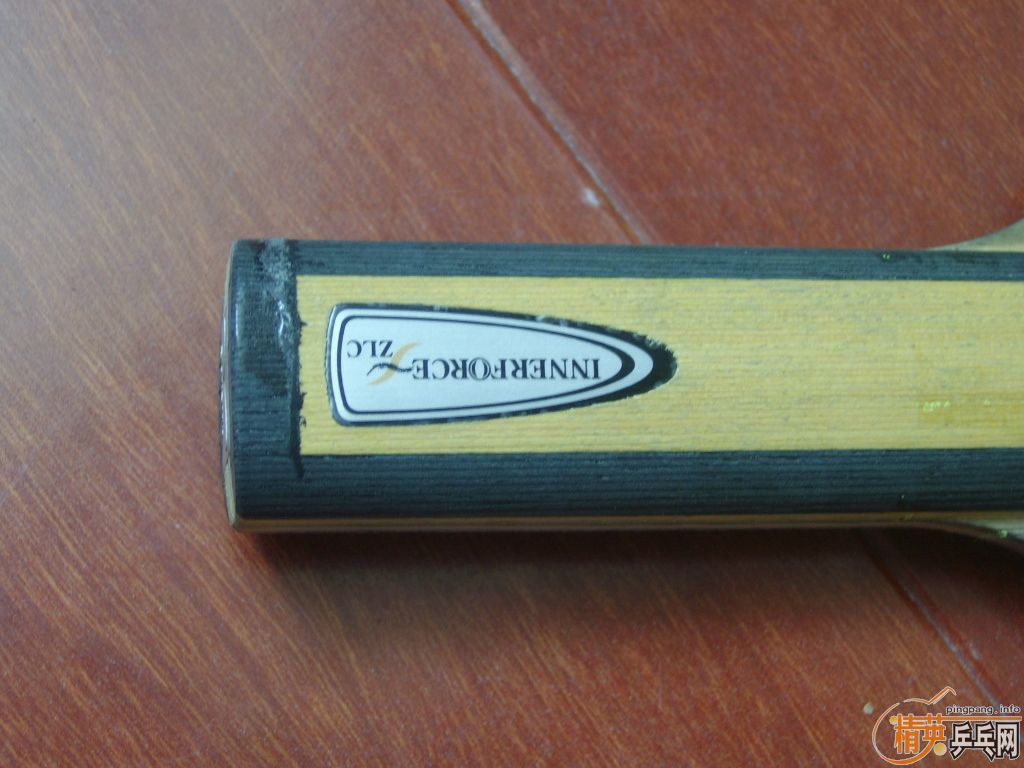 INNERFORCE
ZLC
pingpang.info
精英乒乓网